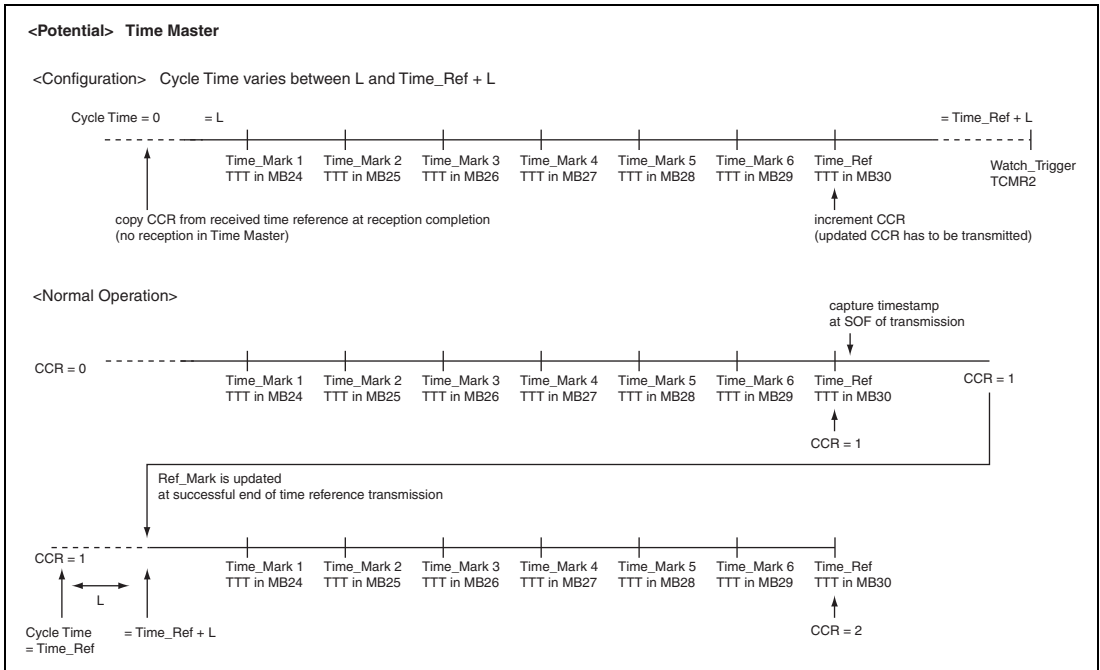 <Potential> Time Master
<Configuration> Cycle Time varies between L and Time_Ref + L
Cycle Time = 0
= L
= Time_Ref + L
Time_Mark 1
TTT in MB24
Time_Mark 2
TTT in MB25
Time_Mark 3
TTT in MB26
Time_Mark 4
TTT in MB27
Time_Mark 5
TTT in MB28
Time_Mark 6
TTT in MB29
Time_Ref
TTT in MB30
Watch_Trigger
TCMR2
copy CCR from received time reference at reception completion
(no reception in Time Master)
increment CCR
(updated CCR has to be transmitted)
<Normal Operation>
capture timestamp
at SOF of transmission
CCR = 0
Time_Mark 1
TTT in MB24
Time_Mark 2
TTT in MB25
Time_Mark 3
TTT in MB26
Time_Mark 4
TTT in MB27
Time_Mark 5
TTT in MB28
Time_Mark 6
TTT in MB29
Time_Ref
TTT in MB30
CCR = 1
CCR = 1
Ref_Mark is updated
at successful end of time reference transmission
CCR = 1
Time_Mark 1
TTT in MB24
Time_Mark 2
TTT in MB25
Time_Mark 3
TTT in MB26
Time_Mark 4
TTT in MB27
Time_Mark 5
TTT in MB28
Time_Mark 6
TTT in MB29
Time_Ref
TTT in MB30
L
Cycle Time
= Time_Ref
= Time_Ref + L
CCR = 2